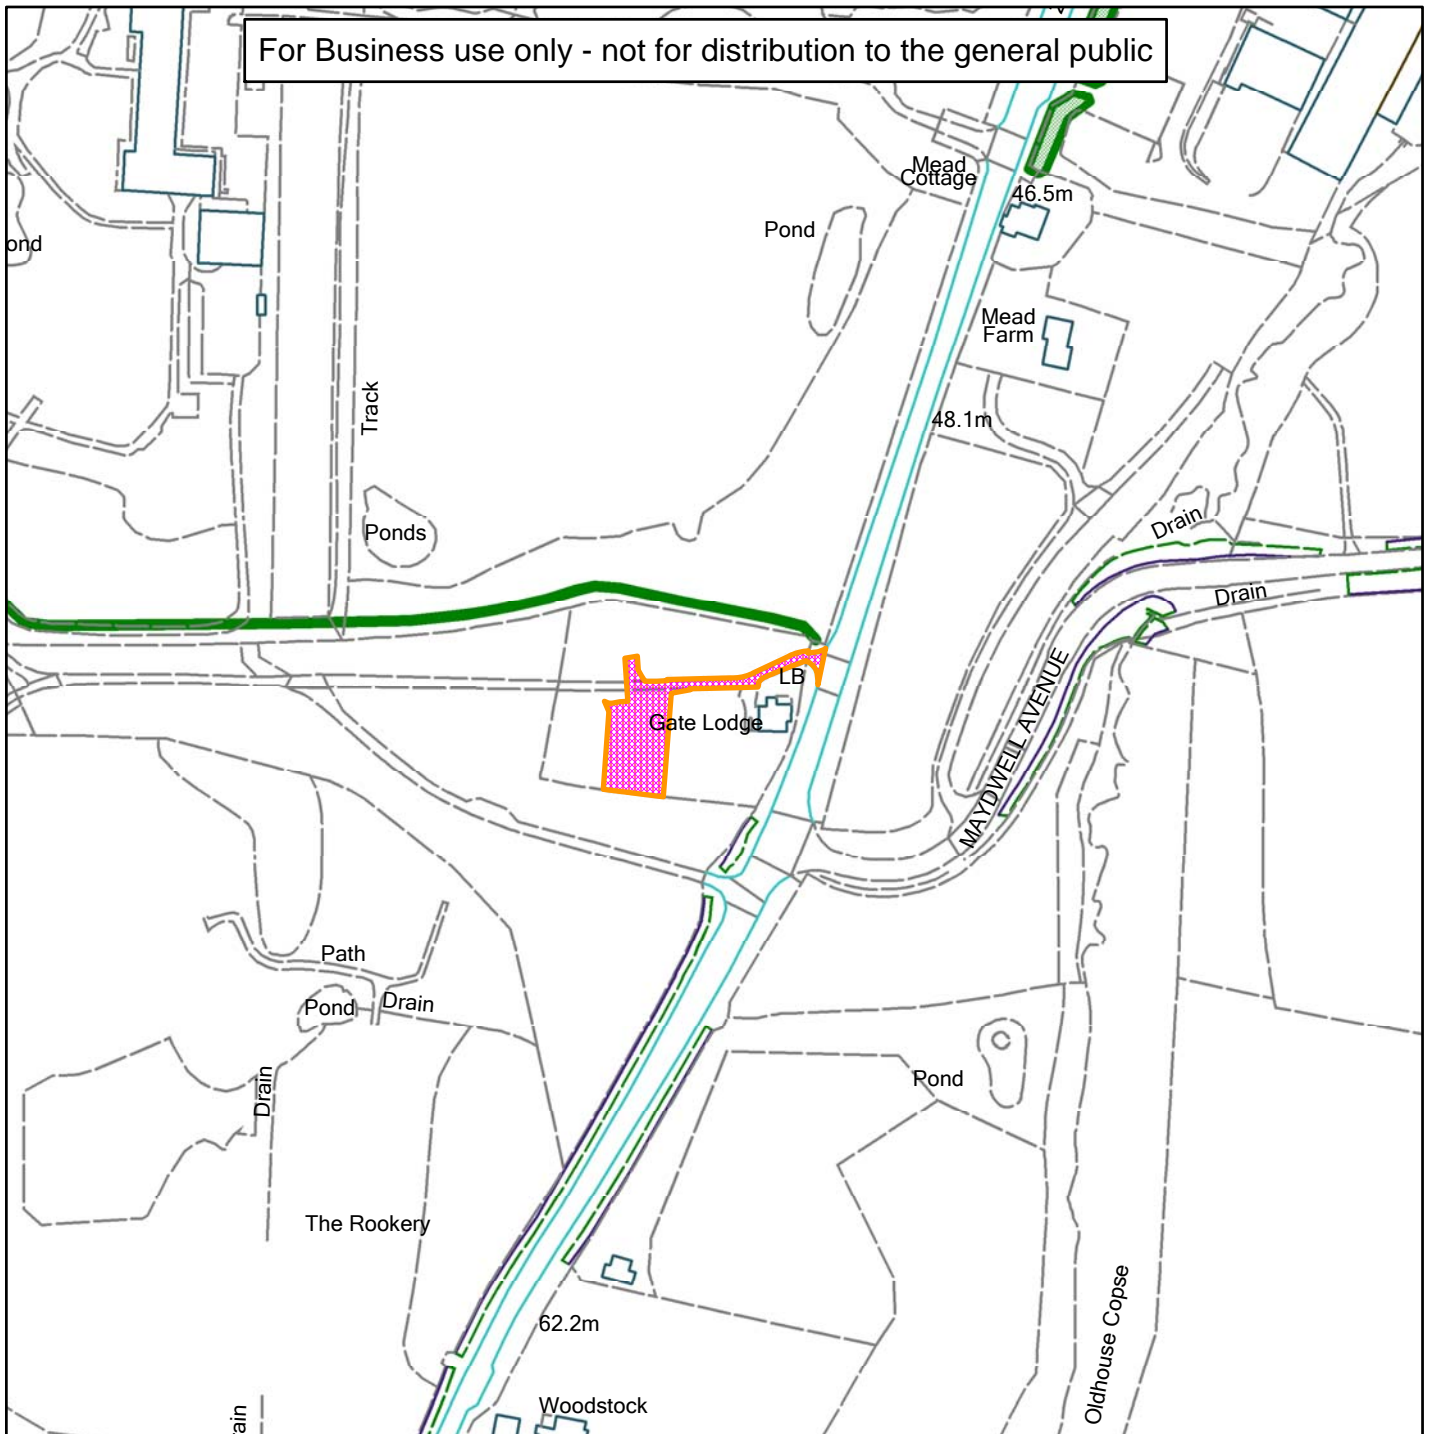 For Business use only - not for distribution to the general public
Mead
Cottage
46.5m
Pond
ond
Mead
Farm
Track
48.1m
Ponds
Drain
Drain
LB
Gate Lodge
MAYDWELL AVENUE
Path
Pond
Drain
Drain
Pond
The Rookery
62.2m
Oldhouse Copse
Woodstock
ain